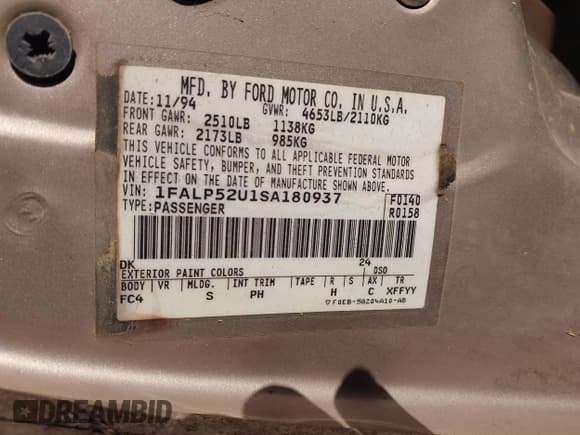 MFD. BY FORD MOTOR CO. IN U.S.A.
DATE: 11/94 GVWR: 4653LB/2110KG
FRONT GAWR: 2510LB 1138KG
REAR GAWR: 2173LB 985KG
THIS VEHICLE CONFORMS TO ALL APPLICABLE FEDERAL MOTOR
VEHICLE SAFETY, BUMPER, AND THEFT PREVENTION STANDARDS
IN EFFECT ON THE DATE OF MANUFACTURE SHOWN ABOVE.
VIN: 1FALP52U1SA180937 F0140
TYPE: PASSENGER R0158
DK 24
EXTERIOR PAINT COLORS DSO
BODY VR MLDG. INT TRIM TAPE R S AX TR
FC4 S PH H C XFFYY
▽F0EB-5A204A10-AB
DREAMBID